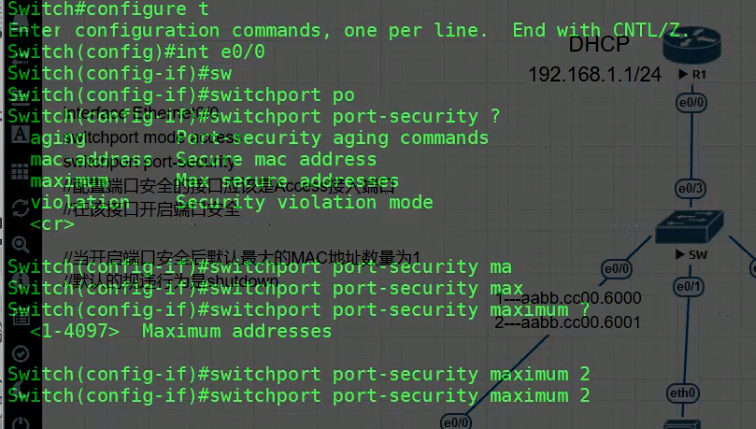 Switch#configure t
Enter configuration commands, one per line.  End with CNTL/Z.
Switch(config)#int e0/0
Switch(config-if)#sw
Switch(config-if)#switchport po
Switch(config-if)#switchport port-security ?
  aging        Port-security aging commands
  mac-address  Secure mac address
  maximum      Max secure addresses
  violation    Security violation mode
  <cr>
Switch(config-if)#switchport port-security ma
Switch(config-if)#switchport port-security max
Switch(config-if)#switchport port-security maximum ?
  <1-4097>  Maximum addresses
Switch(config-if)#switchport port-security maximum 2
Switch(config-if)#switchport port-security maximum 2
interface Ethernet0/0
switchport mode access
switchport port-security
//配置端口安全的接口应该是Access接入端口
//在该接口开启端口安全
//当开启端口安全后默认最大的MAC地址数量为1
//默认的违规行为是shutdown
DHCP
192.168.1.1/24
R1
e0/0
e0/3
SW
e0/0
e0/1
1---aabb.cc00.6000
2---aabb.cc00.6001
eth0
e0/0